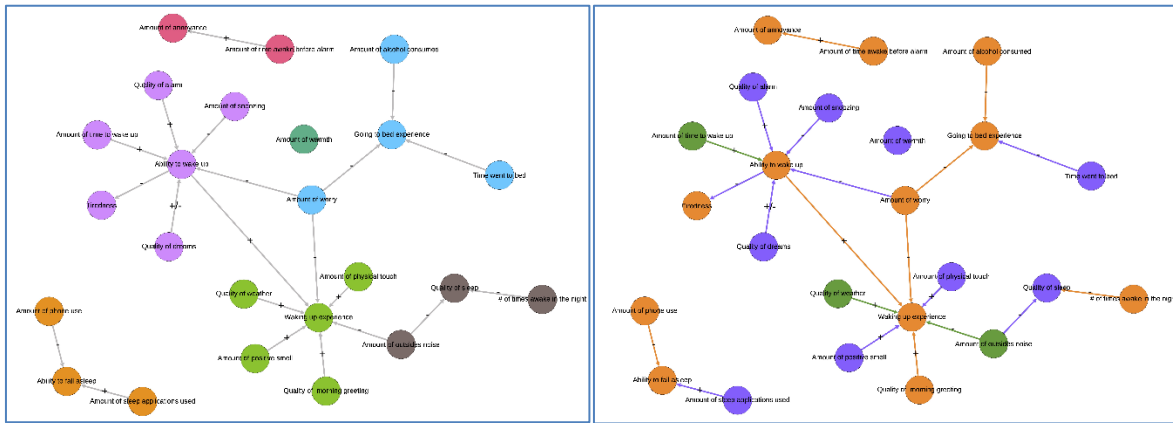 Amount of annoyance
+
Amount of time awake before alarm
Amount of alcohol consumed
Quality of alarm
Amount of snoozing
+
-
-
Amount of time to wake up
+
Amount of warmth
Going to bed experience
Ability to wake up
-
-
-
-
Time went to bed
Tiredness
+/-
Amount of worry
Quality of dreams
+
-
Amount of physical touch
Quality of weather
+
+
Quality of sleep
-
# of times awake in the night
Amount of phone use
Waking up experience
-
-
-
+
+
Amount of outsides noise
Amount of positive smell
Ability to fall asleep
+
Quality of morning greeting
Amount of sleep applications used
Amount of annoyance
+
Amount of time awake before alarm
Amount of alcohol consumed
Quality of alarm
Amount of snoozing
+
-
-
Amount of time to wake up
+
Amount of warmth
Going to bed experience
Ability to wake up
-
-
-
-
Time went to bed
Tiredness
+/-
Amount of worry
Quality of dreams
+
-
Amount of physical touch
Quality of weather
+
+
Quality of sleep
-
# of times awake in the nig
Amount of phone use
Waking up experience
-
-
-
+
+
Amount of outsides noise
Amount of positive smell
Ability to fall asleep
+
Quality of morning greeting
Amount of sleep applications used